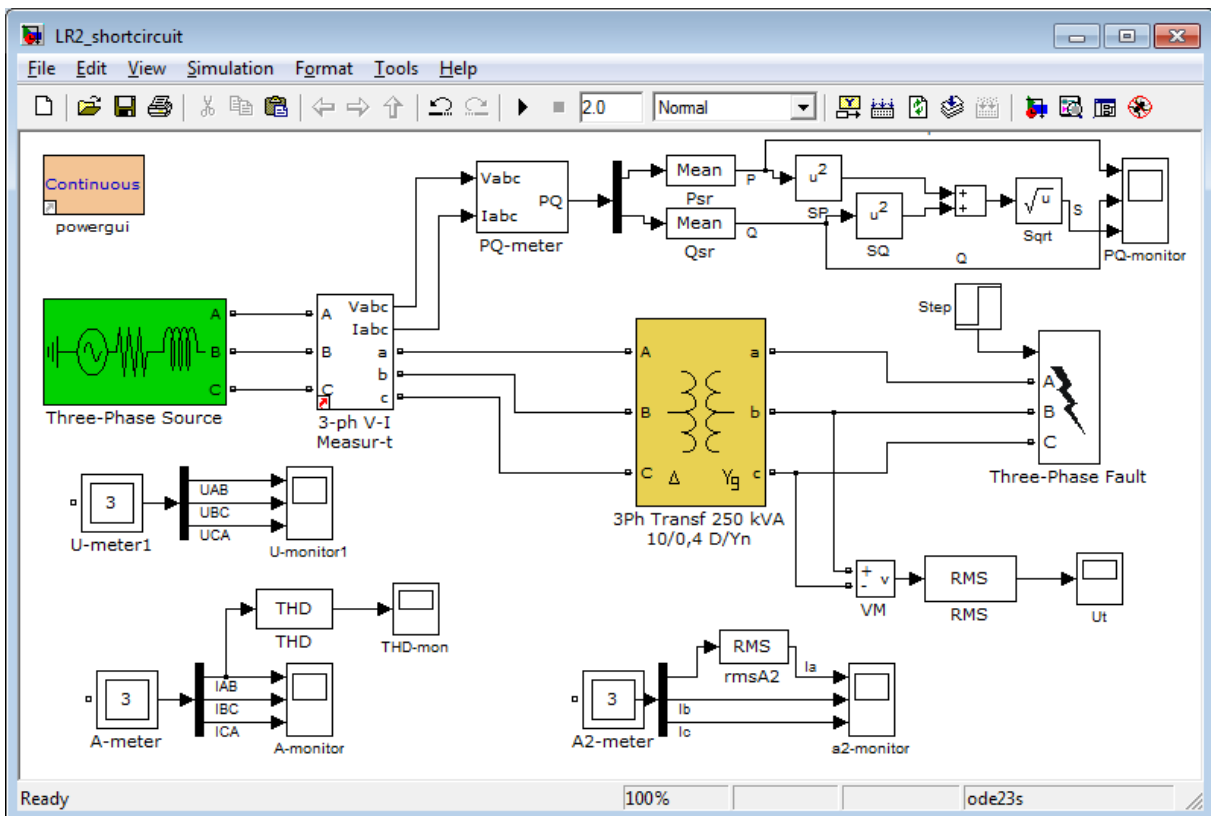 LR2_shortcircuit
File Edit View Simulation Format Tools Help
2.0 Normal
Continuous
powergui
Vabc
Iabc
PQ
PQ-meter
Mean
Psr
P
Mean
Qsr
Q
u²
SP
u²
SQ
+
+
√u
Sqrt
S
Q
PQ-monitor
A
B
C
Three-Phase Source
A
B
C
Vabc
Iabc
a
b
c
3-ph V-I
Measur-t
A
B
C
a
b
c
Δ
Yg
3Ph Transf 250 kVA
10/0,4 D/Yn
Step
A
B
C
Three-Phase Fault
3
U-meter1
UAB
UBC
UCA
U-monitor1
+
-
v
VM
RMS
RMS
Ut
THD
THD
THD-mon
3
A-meter
IAB
IBC
ICA
A-monitor
3
A2-meter
RMS
rmsA2
Ia
Ib
Ic
a2-monitor
Ready 100% ode23s